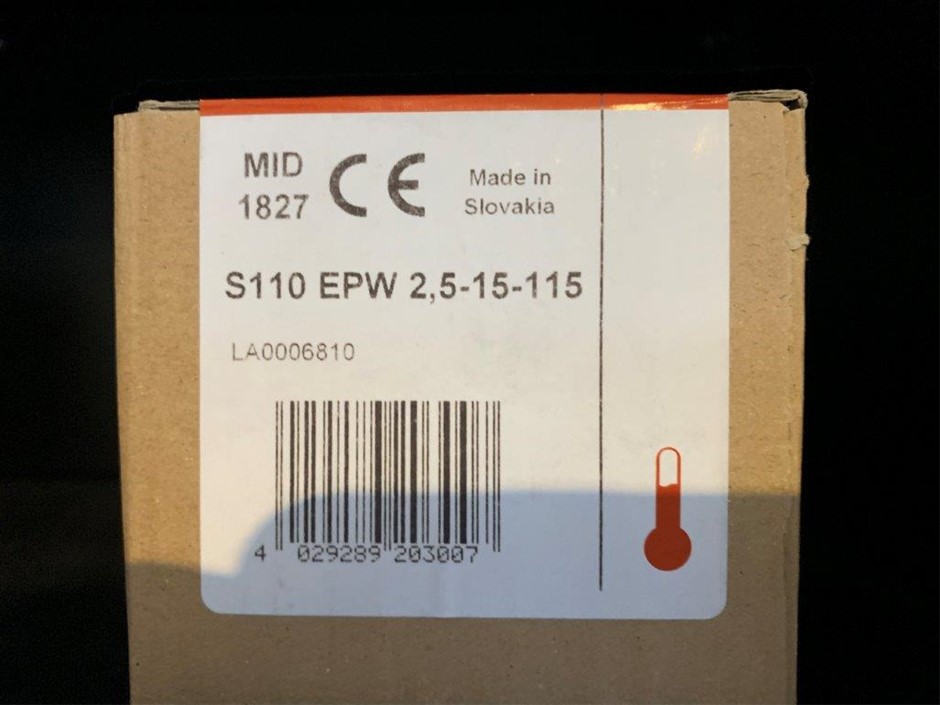 MID
1827
CE
Made in
Slovakia
S110 EPW 2,5-15-115
LA0006810
4 029289 203007